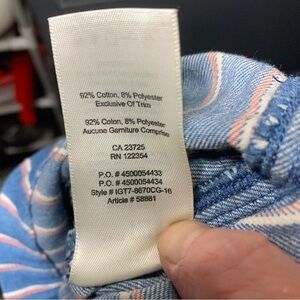 92% Cotton, 8% Polyester
Exclusive Of Trim
92% Coton, 8% Polyester
Aucune Garniture Comprise
CA 23725
RN 122354
P.O. # 4500054433
P.O. # 4500054434
Style # IGT7-8670CG-16
Article # 58881